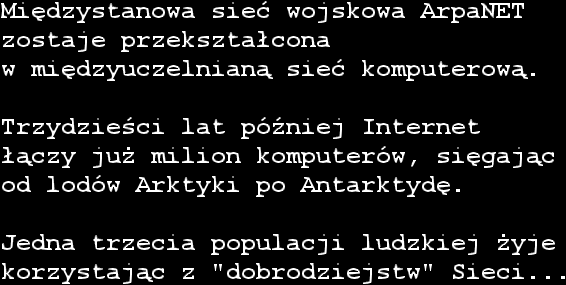 Międzystanowa sieć wojskowa ArpaNET
zostaje przekształcona
w międzyuczelnianą sieć komputerową.
Trzydzieści lat później Internet
łączy już milion komputerów, sięgając
od lodów Arktyki po Antarktydę.
Jedna trzecia populacji ludzkiej żyje
korzystając z "dobrodziejstw" Sieci...